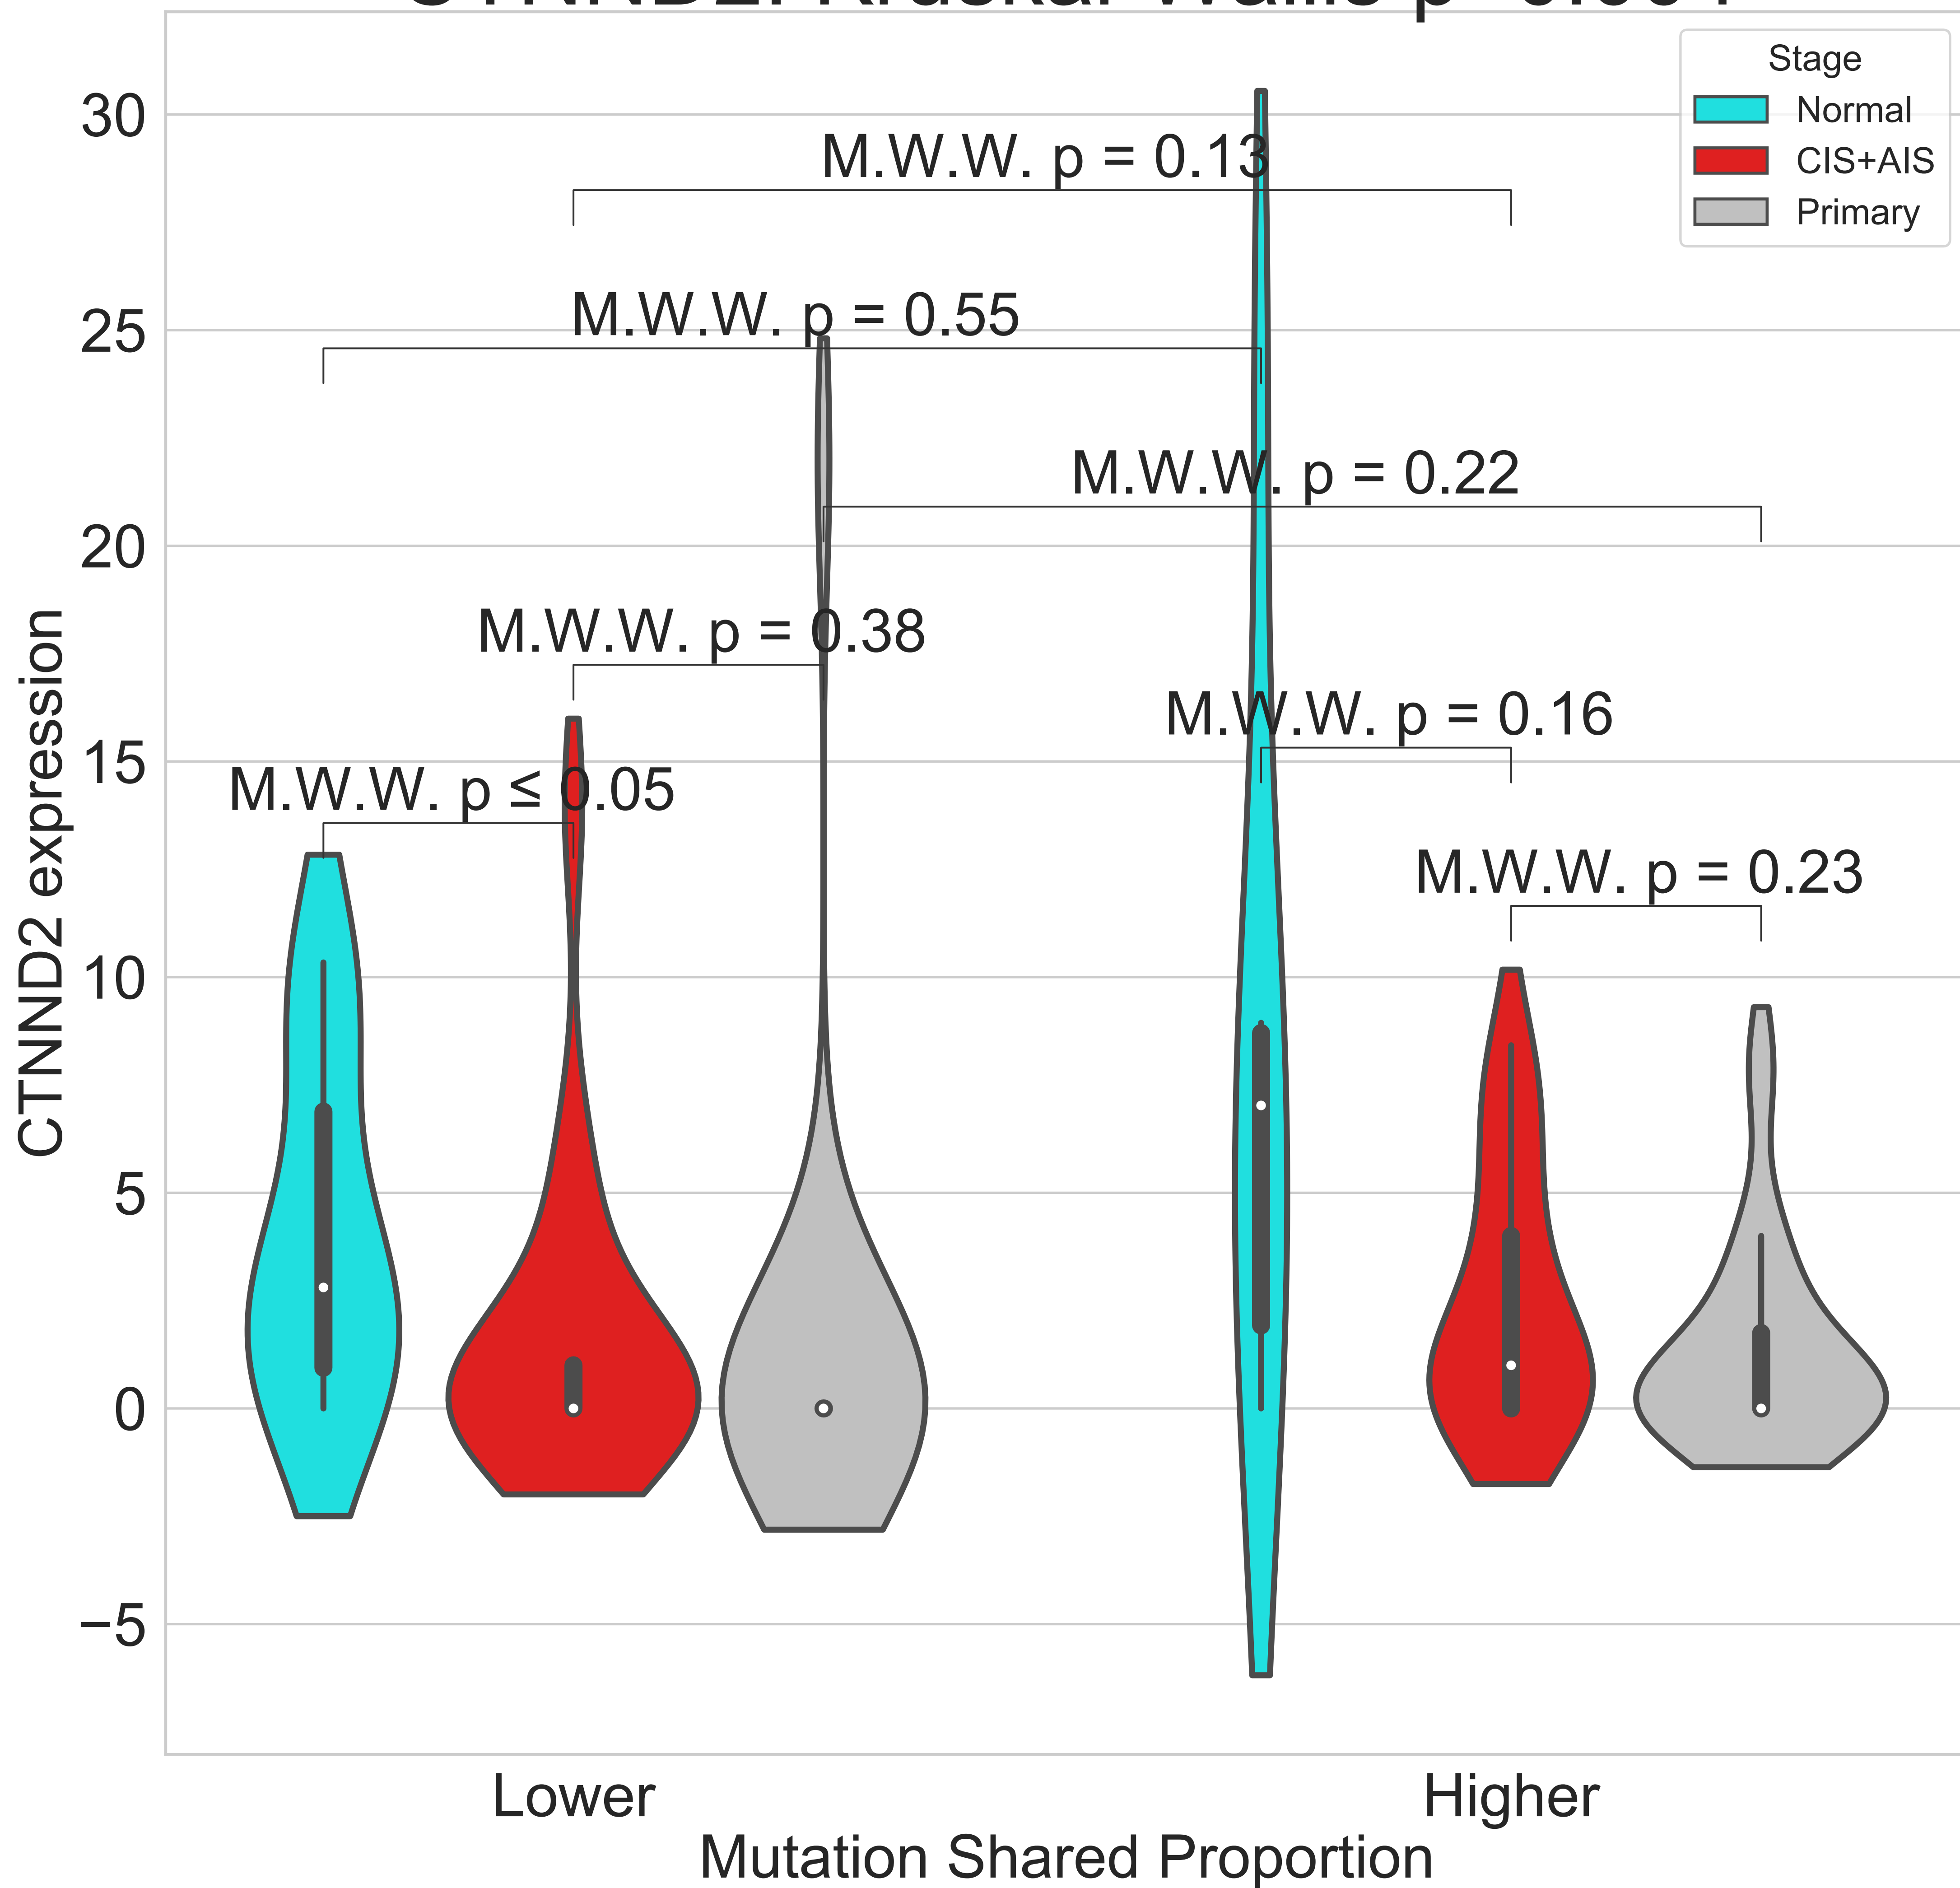 Stage
Normal
CIS+AIS
Primary
30
25
20
15
10
5
0
−5
CTNND2 expression
M.W.W. p = 0.13
M.W.W. p = 0.55
M.W.W. p = 0.22
M.W.W. p = 0.38
M.W.W. p = 0.16
M.W.W. p ≤ 0.05
M.W.W. p = 0.23
Lower
Higher
Mutation Shared Proportion